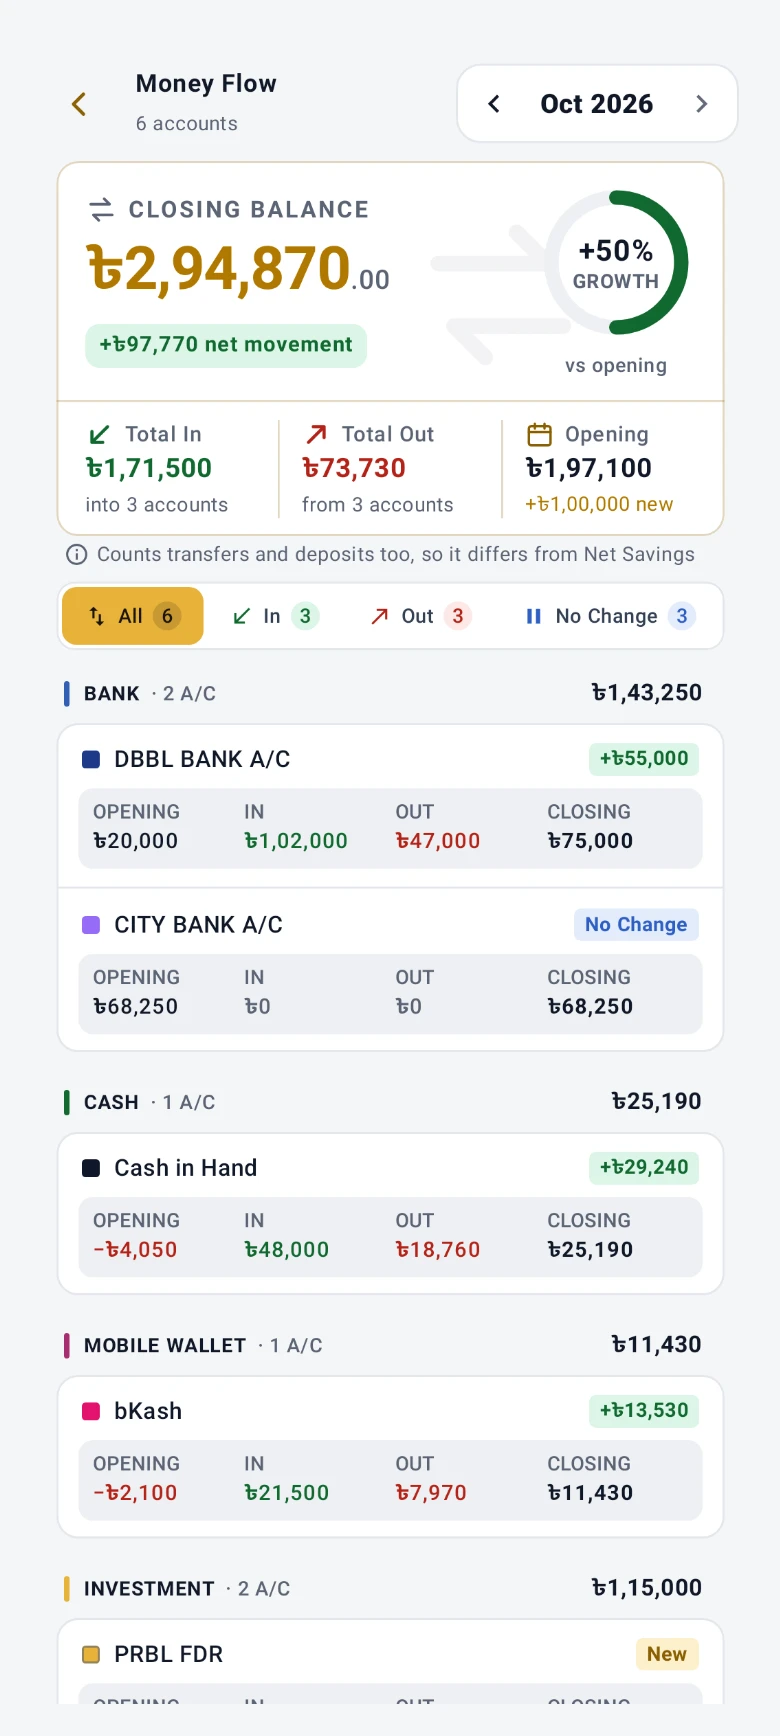 Money Flow
6 accounts
Oct 2026
CLOSING BALANCE
৳2,94,870.00
+৳97,770 net movement
+50%
GROWTH
vs opening
Total In
৳1,71,500
into 3 accounts
Total Out
৳73,730
from 3 accounts
Opening
৳1,97,100
+৳1,00,000 new
Counts transfers and deposits too, so it differs from Net Savings
All 6 In 3 Out 3 No Change 3
BANK · 2 A/C ৳1,43,250
DBBL BANK A/C +৳55,000
OPENING IN OUT CLOSING
৳20,000 ৳1,02,000 ৳47,000 ৳75,000
CITY BANK A/C No Change
OPENING IN OUT CLOSING
৳68,250 ৳0 ৳0 ৳68,250
CASH · 1 A/C ৳25,190
Cash in Hand +৳29,240
OPENING IN OUT CLOSING
−৳4,050 ৳48,000 ৳18,760 ৳25,190
MOBILE WALLET · 1 A/C ৳11,430
bKash +৳13,530
OPENING IN OUT CLOSING
−৳2,100 ৳21,500 ৳7,970 ৳11,430
INVESTMENT · 2 A/C ৳1,15,000
PRBL FDR New
OPENING IN OUT CLOSING